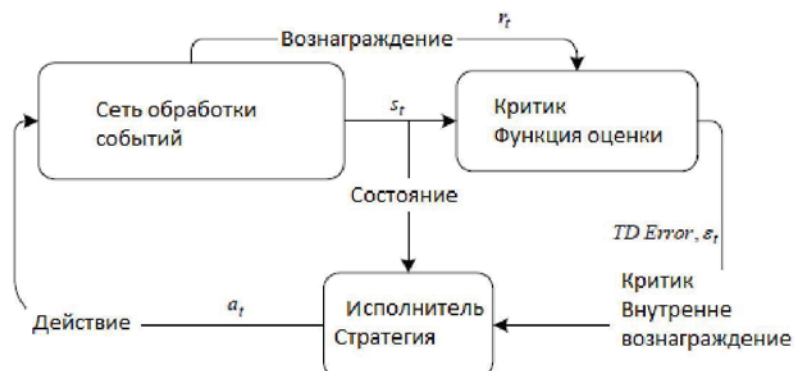 Вознаграждение
r_t
Сеть обработки
событий
s_t
Критик
Функция оценки
Состояние
TD Error, ε_t
Критик
Внутренне
вознаграждение
Исполнитель
Стратегия
a_t
Действие